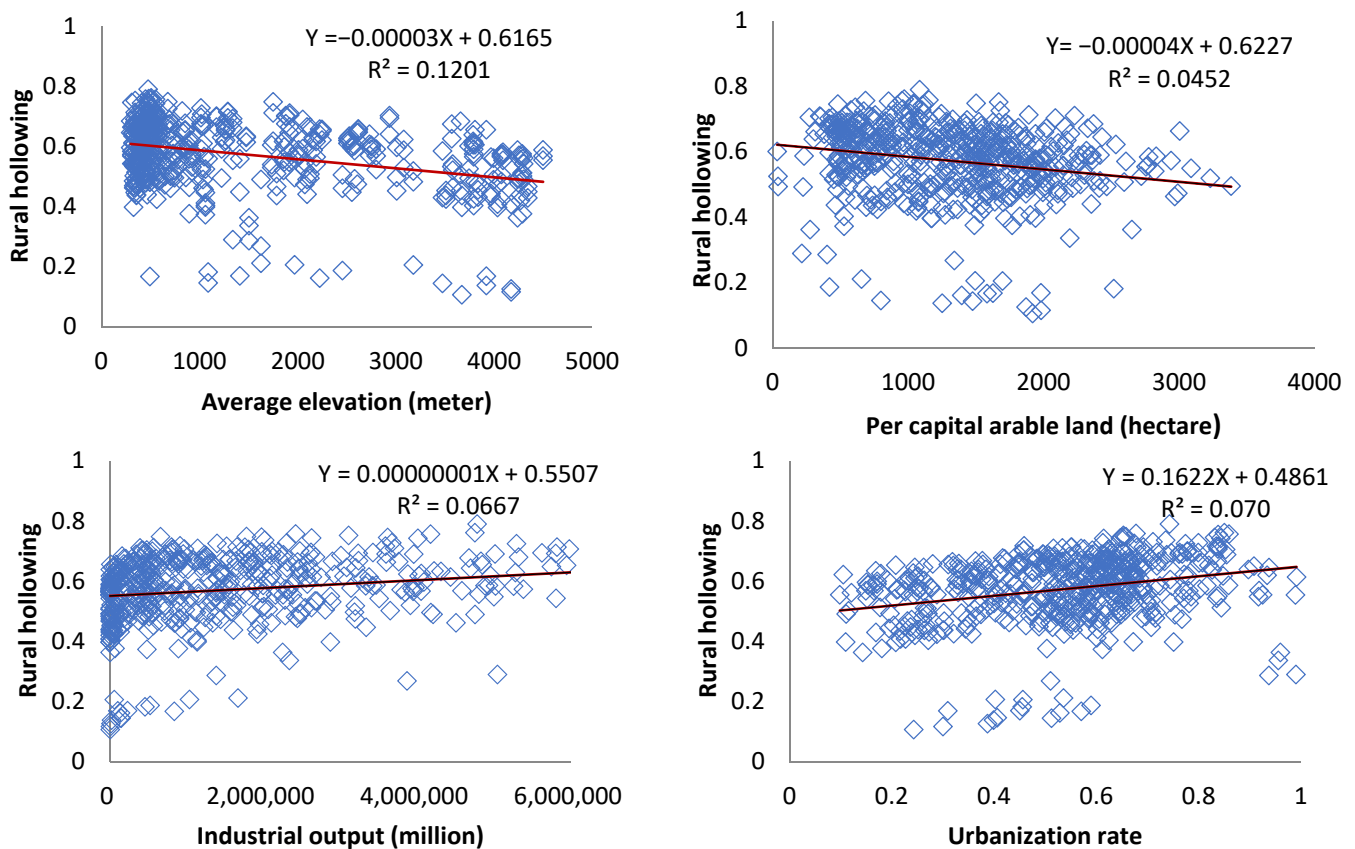 Y =−0.00003X + 0.6165
R² = 0.1201
Rural hollowing
1
0.8
0.6
0.4
0.2
0
0 1000 2000 3000 4000 5000
Average elevation (meter)
Y= −0.00004X + 0.6227
R² = 0.0452
Rural hollowing
1
0.8
0.6
0.4
0.2
0
0 1000 2000 3000 4000
Per capital arable land (hectare)
Y = 0.00000001X + 0.5507
R² = 0.0667
Rural hollowing
1
0.8
0.6
0.4
0.2
0
0 2,000,000 4,000,000 6,000,000
Industrial output (million)
Y = 0.1622X + 0.4861
R² = 0.070
Rural hollowing
1
0.8
0.6
0.4
0.2
0
0 0.2 0.4 0.6 0.8 1
Urbanization rate